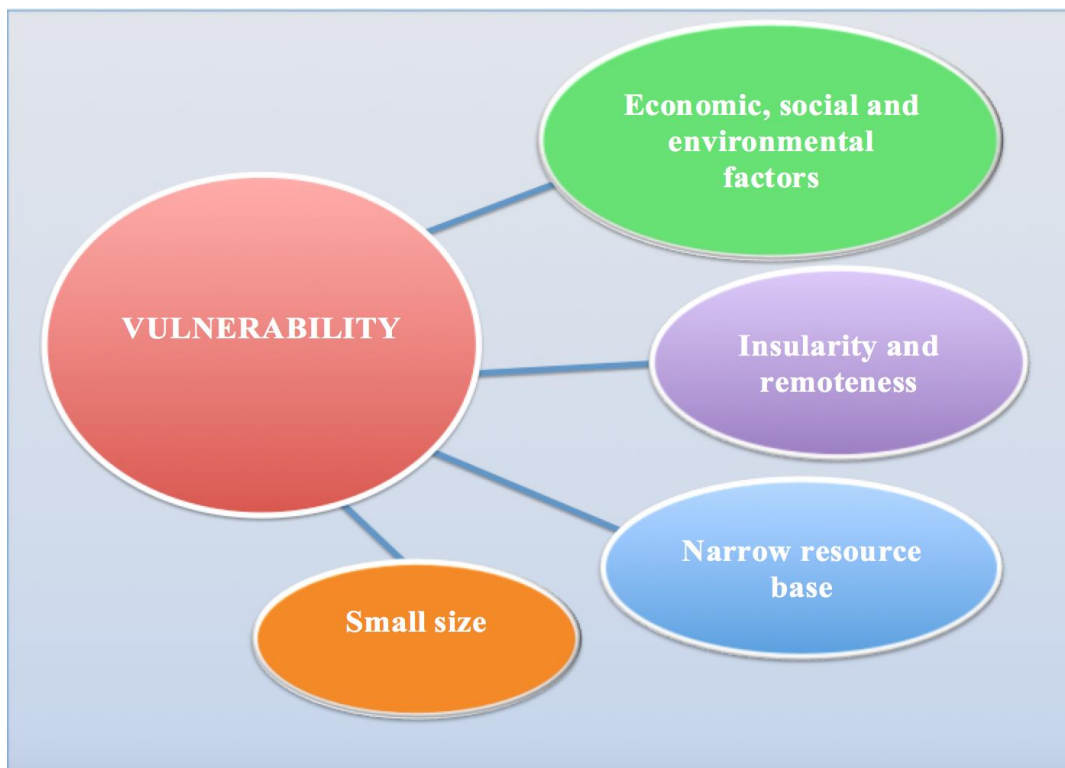 Economic, social and
environmental
factors
VULNERABILITY
Insularity and
remoteness
Narrow resource
base
Small size